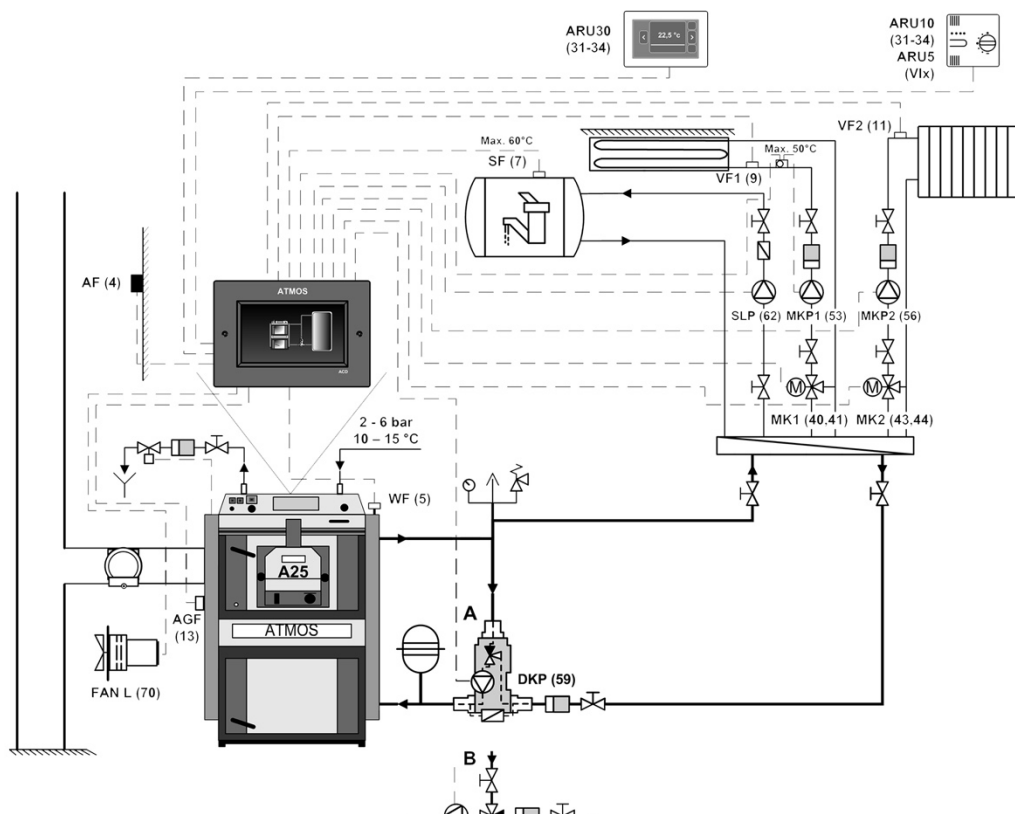 ARU30
(31-34)
22,5 °c
ARU10
(31-34)
ARU5
(VIx)
VF2 (11)
Max. 60°C
SF (7)
Max. 50°C
VF1 (9)
AF (4)
ATMOS
SLP (62)
MKP1 (53)
MKP2 (56)
M
M
MK1 (40,41)
MK2 (43,44)
2 - 6 bar
10 – 15 °C
WF (5)
A25
A
AGF
(13)
ATMOS
DKP (59)
FAN L (70)
B